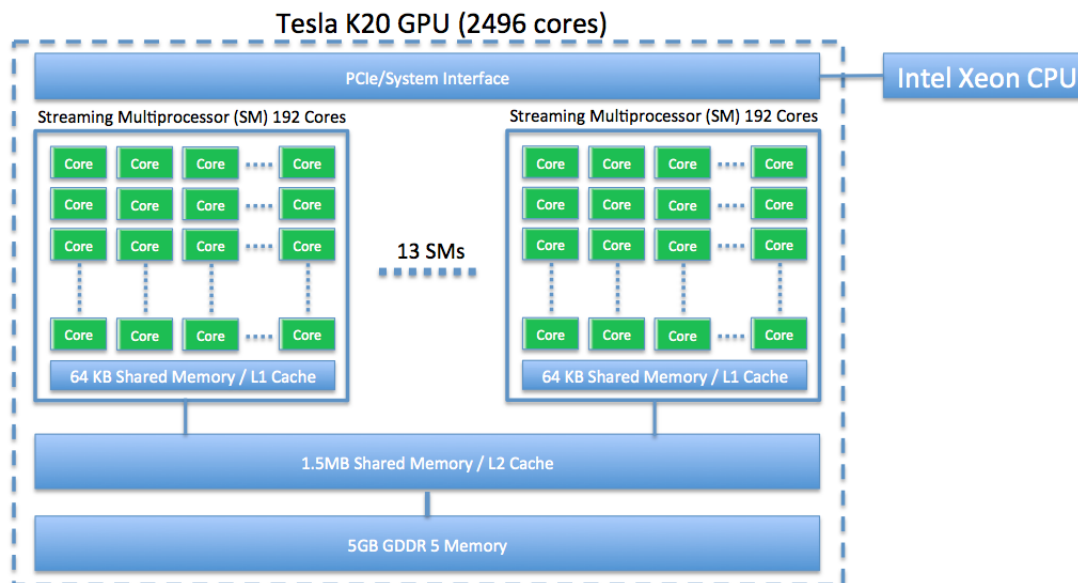 Tesla K20 GPU (2496 cores)
PCIe/System Interface
Intel Xeon CPU
Streaming Multiprocessor (SM) 192 Cores
Streaming Multiprocessor (SM) 192 Cores
Core Core Core Core
Core Core Core Core
Core Core Core Core
Core Core Core Core
64 KB Shared Memory / L1 Cache
13 SMs
Core Core Core Core
Core Core Core Core
Core Core Core Core
Core Core Core Core
64 KB Shared Memory / L1 Cache
1.5MB Shared Memory / L2 Cache
5GB GDDR 5 Memory